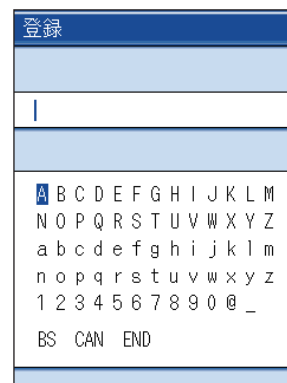 登録
A B C D E F G H I J K L M
N O P Q R S T U V W X Y Z
a b c d e f g h i j k l m
n o p q r s t u v w x y z
1 2 3 4 5 6 7 8 9 0 @ _
BS CAN END